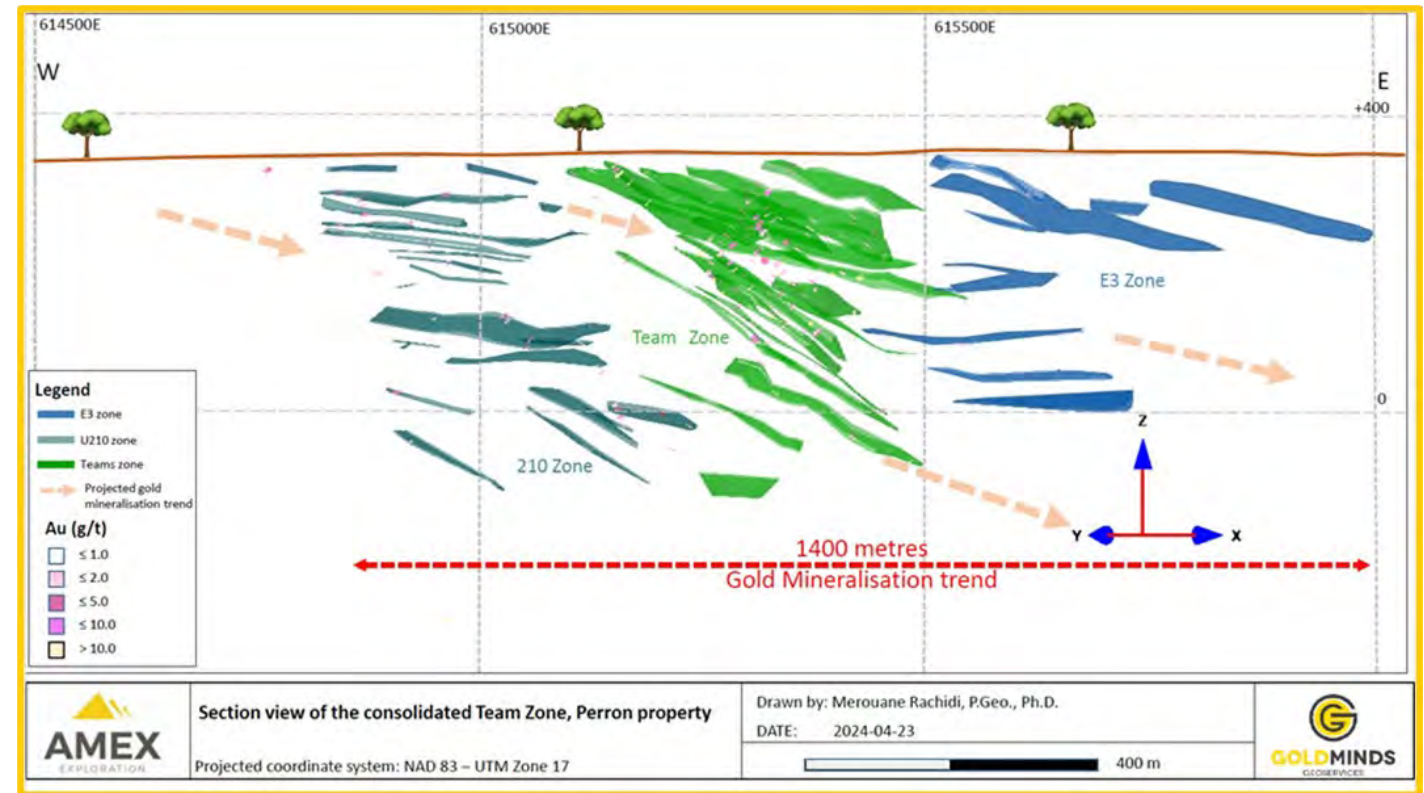 614500E
615000E
615500E
W
E
+400
E3 Zone
Team Zone
Legend
E3 zone
U210 zone
Teams zone
Projected gold
mineralisation trend
Au (g/t)
≤ 1.0
≤ 2.0
≤ 5.0
≤ 10.0
> 10.0
0
Z
210 Zone
Y
X
1400 metres
Gold Mineralisation trend
AMEX
EXPLORATION
Section view of the consolidated Team Zone, Perron property
Projected coordinate system: NAD 83 – UTM Zone 17
Drawn by: Merouane Rachidi, P.Geo., Ph.D.
DATE: 2024-04-23
400 m
G
GOLDMINDS
GEOSERVICES